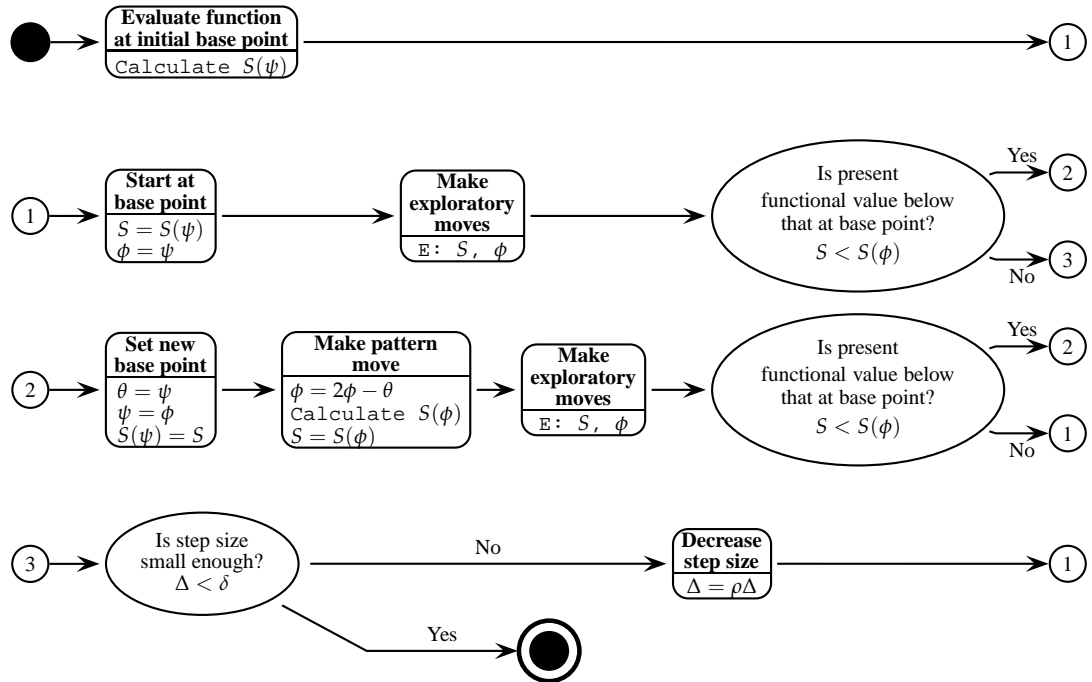 Evaluate function
at initial base point
Calculate S(ψ)
1
1
Start at
base point
S = S(ψ)
ϕ = ψ
Make
exploratory
moves
E: S, ϕ
Is present
functional value below
that at base point?
S < S(ϕ)
Yes
2
No
3
2
Set new
base point
θ = ψ
ψ = ϕ
S(ψ) = S
Make pattern
move
ϕ = 2ϕ − θ
Calculate S(ϕ)
S = S(ϕ)
Make
exploratory
moves
E: S, ϕ
Is present
functional value below
that at base point?
S < S(ϕ)
Yes
2
No
1
3
Is step size
small enough?
Δ < δ
No
Decrease
step size
Δ = ρΔ
1
Yes